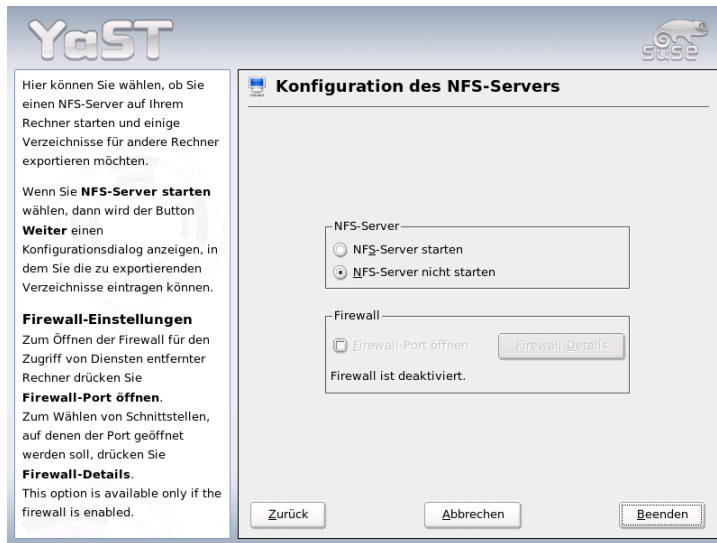 YaST
SUSE
Hier können Sie wählen, ob Sie
einen NFS-Server auf Ihrem
Rechner starten und einige
Verzeichnisse für andere Rechner
exportieren möchten.
Wenn Sie NFS-Server starten
wählen, dann wird der Button
Weiter einen
Konfigurationsdialog anzeigen, in
dem Sie die zu exportierenden
Verzeichnisse eintragen können.
Firewall-Einstellungen
Zum Öffnen der Firewall für den
Zugriff von Diensten entfernter
Rechner drücken Sie
Firewall-Port öffnen.
Zum Wählen von Schnittstellen,
auf denen der Port geöffnet
werden soll, drücken Sie
Firewall-Details.
This option is available only if the
firewall is enabled.
Konfiguration des NFS-Servers
NFS-Server
NFS-Server starten
NFS-Server nicht starten
Firewall
Firewall-Port öffnen
Firewall-Details
Firewall ist deaktiviert.
Zurück
Abbrechen
Beenden